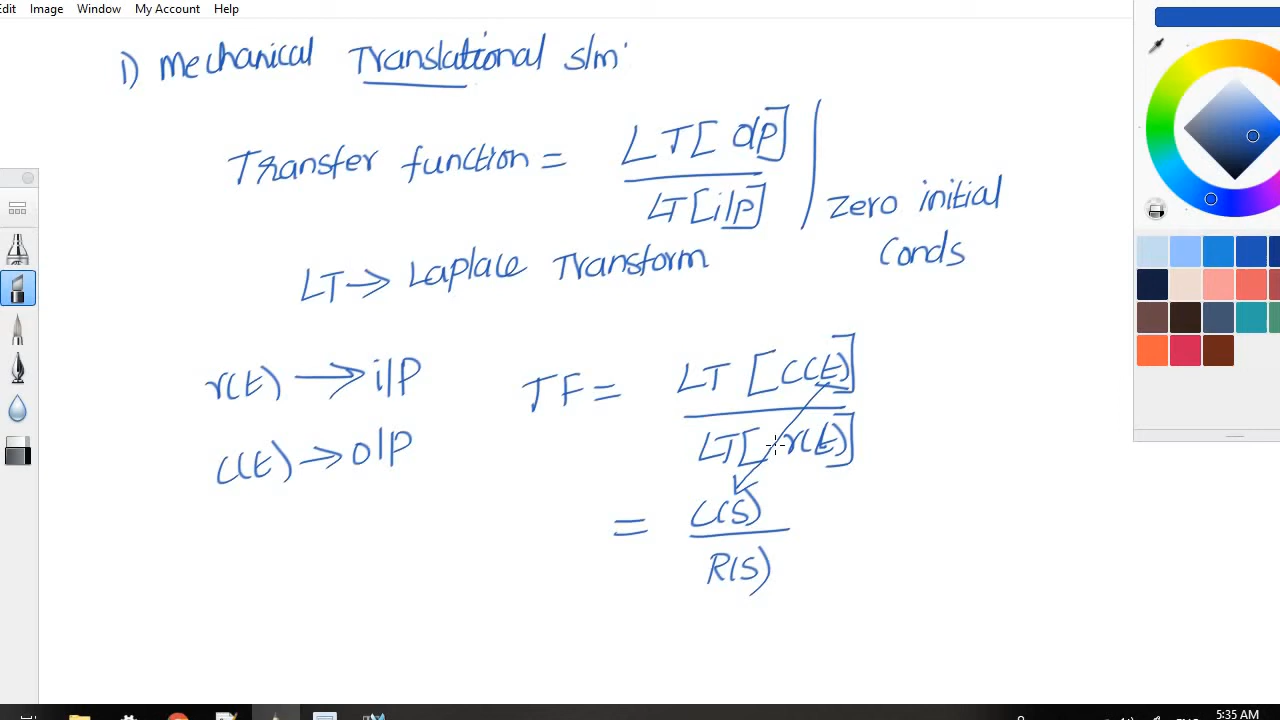 Edit Image Window My Account Help
1) Mechanical Translational s/m
Transfer function = LT[o/p] / LT[i/p] | zero initial conds
LT → Laplace Transform
r(t) → i/p
c(t) → o/p
TF = LT [c(t)] / LT[r(t)]
= C(S) / R(S)
5:35 AM